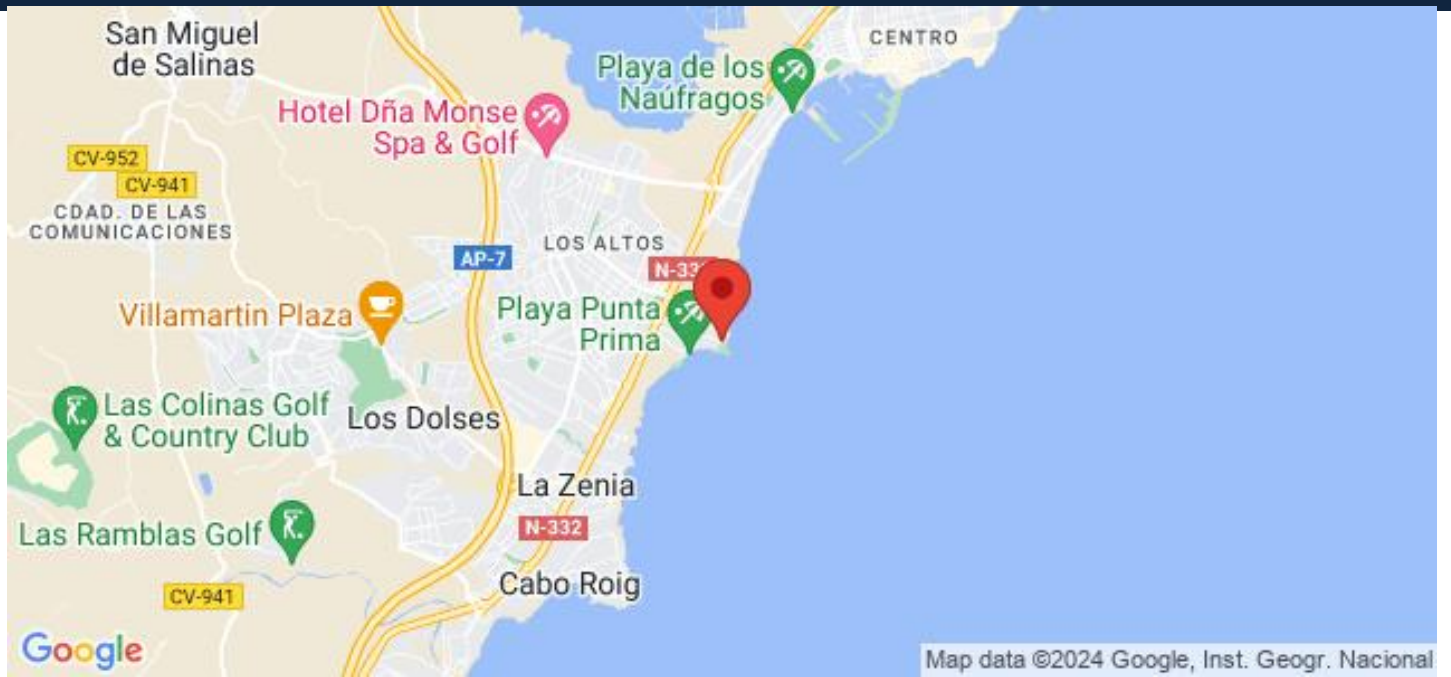 San Miguel
de Salinas
CENTRO
Playa de los
Naúfragos
Hotel Dña Monse
Spa & Golf
CV-952
CV-941
CDAD. DE LAS
COMUNICACIONES
LOS ALTOS
AP-7
N-33
Villamartin Plaza
Playa Punta
Prima
Las Colinas Golf
& Country Club
Los Dolses
La Zenia
Las Ramblas Golf
N-332
Cabo Roig
CV-941
Google
Map data ©2024 Google, Inst. Geogr. Nacional